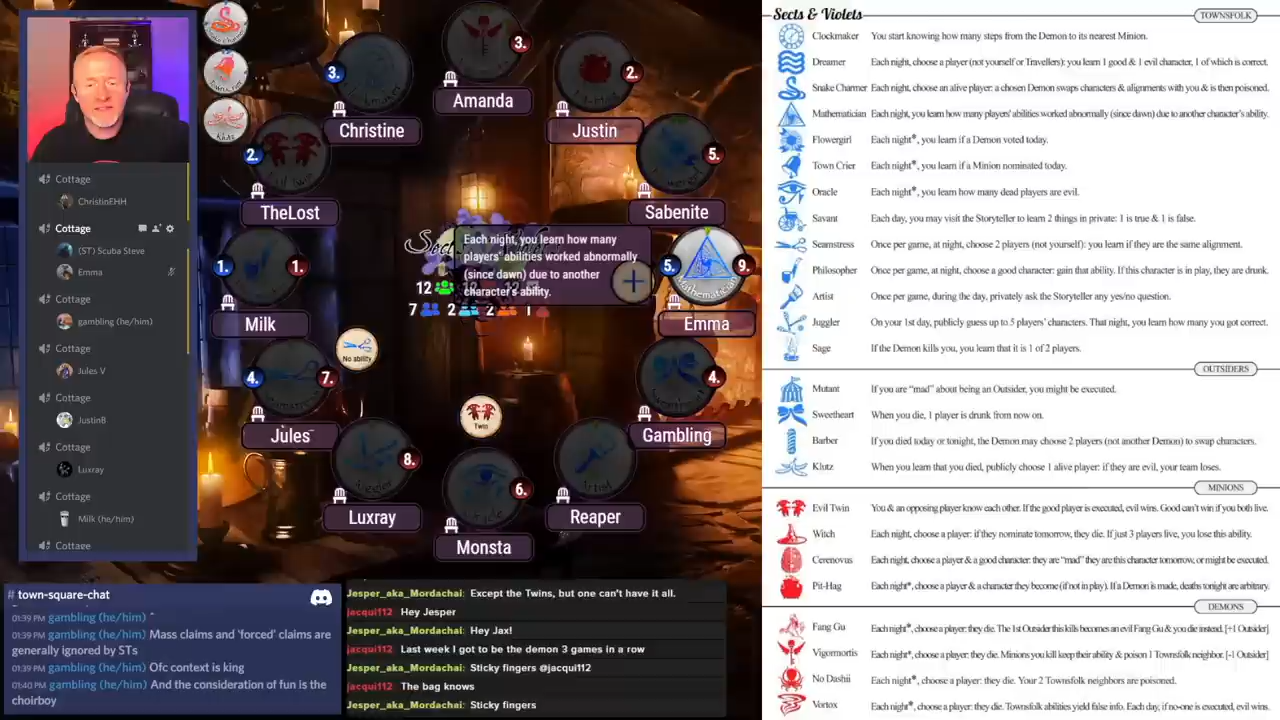 Cottage
ChristinEHH
Cottage
(ST) Scuba Steve
Emma
Cottage
gambling (he/him)
Cottage
Jules V
Cottage
JustinB
Cottage
Luxray
Cottage
Milk (he/him)
Cottage
3.
Amanda
3.
Christine
2.
Justin
2.
TheLost
5.
Sabenite
1.
1.
Milk
Each night, you learn how many
players' abilities worked abnormally
(since dawn) due to another
character's ability.
12
7
2
2
1
5.
9.
Mathematician
Emma
No ability
4.
7.
Jules
4.
Gambling
8.
Luxray
Twin
6.
Monsta
Reaper
# town-square-chat
01:39 PM gambling (he/him) ^
01:39 PM gambling (he/him) Mass claims and 'forced' claims are
generally ignored by STs
01:39 PM gambling (he/him) Ofc context is king
01:40 PM gambling (he/him) And the consideration of fun is the
choirboy
Jesper_aka_Mordachai: Except the Twins, but one can't have it all.
jacqui112 Hey Jesper
Jesper_aka_Mordachai: Hey Jax!
jacqui112 Last week I got to be the demon 3 games in a row
Jesper_aka_Mordachai: Sticky fingers @jacqui112
jacqui112 The bag knows
Jesper_aka_Mordachai: Sticky fingers
Sects & Violets
TOWNSFOLK
Clockmaker You start knowing how many steps from the Demon to its nearest Minion.
Dreamer Each night, choose a player (not yourself or Travellers): you learn 1 good & 1 evil character, 1 of which is correct.
Snake Charmer Each night, choose an alive player: a chosen Demon swaps characters & alignments with you & is then poisoned.
Mathematician Each night, you learn how many players' abilities worked abnormally (since dawn) due to another character's ability.
Flowergirl Each night*, you learn if a Demon voted today.
Town Crier Each night*, you learn if a Minion nominated today.
Oracle Each night*, you learn how many dead players are evil.
Savant Each day, you may visit the Storyteller to learn 2 things in private: 1 is true & 1 is false.
Seamstress Once per game, at night, choose 2 players (not yourself): you learn if they are the same alignment.
Philosopher Once per game, at night, choose a good character: gain that ability. If this character is in play, they are drunk.
Artist Once per game, during the day, privately ask the Storyteller any yes/no question.
Juggler On your 1st day, publicly guess up to 5 players' characters. That night, you learn how many you got correct.
Sage If the Demon kills you, you learn that it is 1 of 2 players.
OUTSIDERS
Mutant If you are “mad” about being an Outsider, you might be executed.
Sweetheart When you die, 1 player is drunk from now on.
Barber If you died today or tonight, the Demon may choose 2 players (not another Demon) to swap characters.
Klutz When you learn that you died, publicly choose 1 alive player: if they are evil, your team loses.
MINIONS
Evil Twin You & an opposing player know each other. If the good player is executed, evil wins. Good can't win if you both live.
Witch Each night, choose a player: if they nominate tomorrow, they die. If just 3 players live, you lose this ability.
Cerenovus Each night, choose a player & a good character: they are “mad” they are this character tomorrow, or might be executed.
Pit-Hag Each night*, choose a player & a character they become (if not in play). If a Demon is made, deaths tonight are arbitrary.
DEMONS
Fang Gu Each night*, choose a player: they die. The 1st Outsider this kills becomes an evil Fang Gu & you die instead. [+1 Outsider]
Vigormortis Each night*, choose a player: they die. Minions you kill keep their ability & poison 1 Townsfolk neighbor. [-1 Outsider]
No Dashii Each night*, choose a player: they die. Your 2 Townsfolk neighbors are poisoned.
Vortox Each night*, choose a player: they die. Townsfolk abilities yield false info. Each day, if no-one is executed, evil wins.